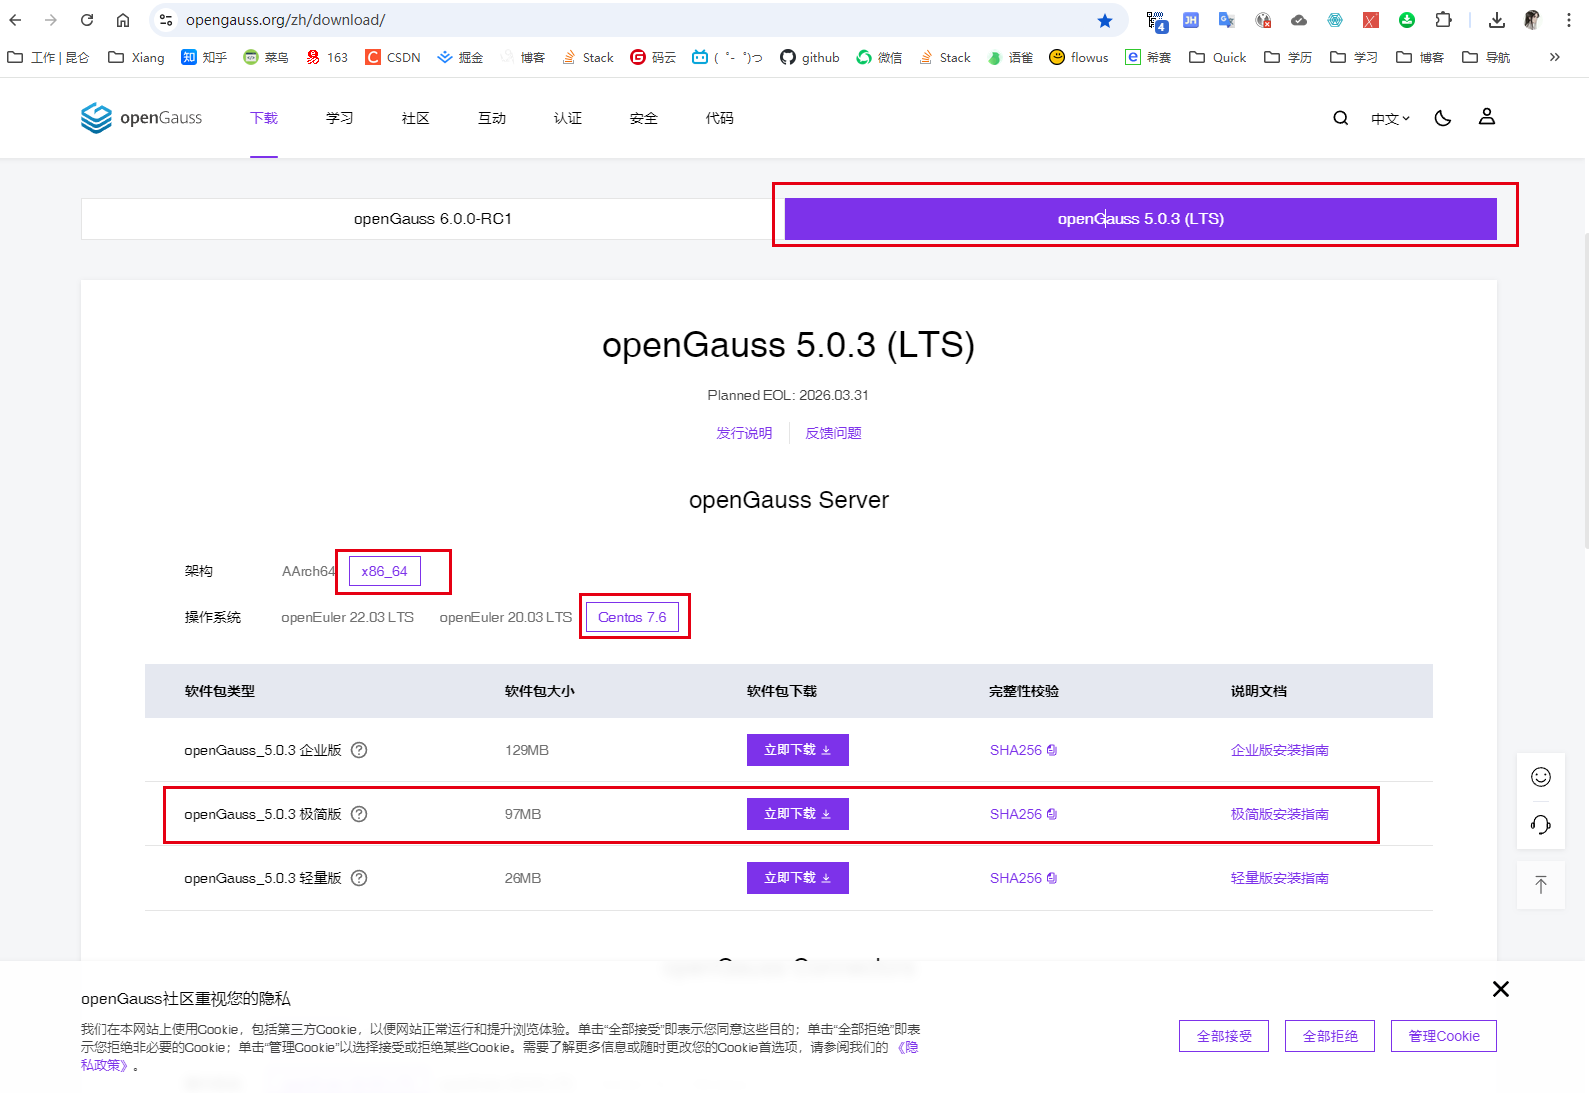 opengauss.org/zh/download/
4
工作 | 昆仑 Xiang 知乎 菜鸟 163 CSDN 掘金 博客 Stack 码云 ( ゜- ゜)つ github 微信 Stack 语雀 flowus 希赛 Quick 学历 学习 博客 导航 »
openGauss 下载 学习 社区 互动 认证 安全 代码 中文
openGauss 6.0.0-RC1 openGauss 5.0.3 (LTS)
openGauss 5.0.3 (LTS)
Planned EOL: 2026.03.31
发行说明 反馈问题
openGauss Server
架构 AArch64 x86_64
操作系统 openEuler 22.03 LTS openEuler 20.03 LTS Centos 7.6
软件包类型 软件包大小 软件包下载 完整性校验 说明文档
openGauss_5.0.3 企业版 129MB 立即下载 SHA256 企业版安装指南
openGauss_5.0.3 极简版 97MB 立即下载 SHA256 极简版安装指南
openGauss_5.0.3 轻量版 26MB 立即下载 SHA256 轻量版安装指南
openGauss社区重视您的隐私
我们在本网站上使用Cookie，包括第三方Cookie，以便网站正常运行和提升浏览体验。单击“全部接受”即表示您同意这些目的；单击“全部拒绝”即表
示您拒绝非必要的Cookie；单击“管理Cookie”以选择接受或拒绝某些Cookie。需要了解更多信息或随时更改您的Cookie首选项，请参阅我们的 《隐
私政策》。
全部接受 全部拒绝 管理Cookie